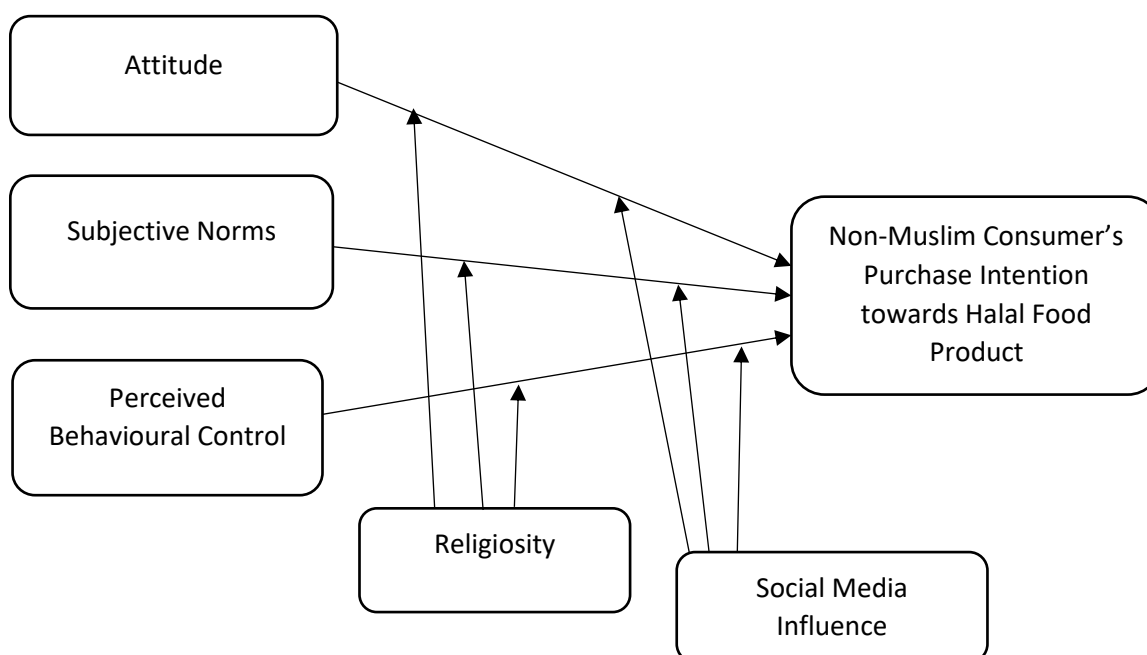 Attitude
Subjective Norms
Perceived
Behavioural Control
Non-Muslim Consumer’s
Purchase Intention
towards Halal Food
Product
Religiosity
Social Media
Influence